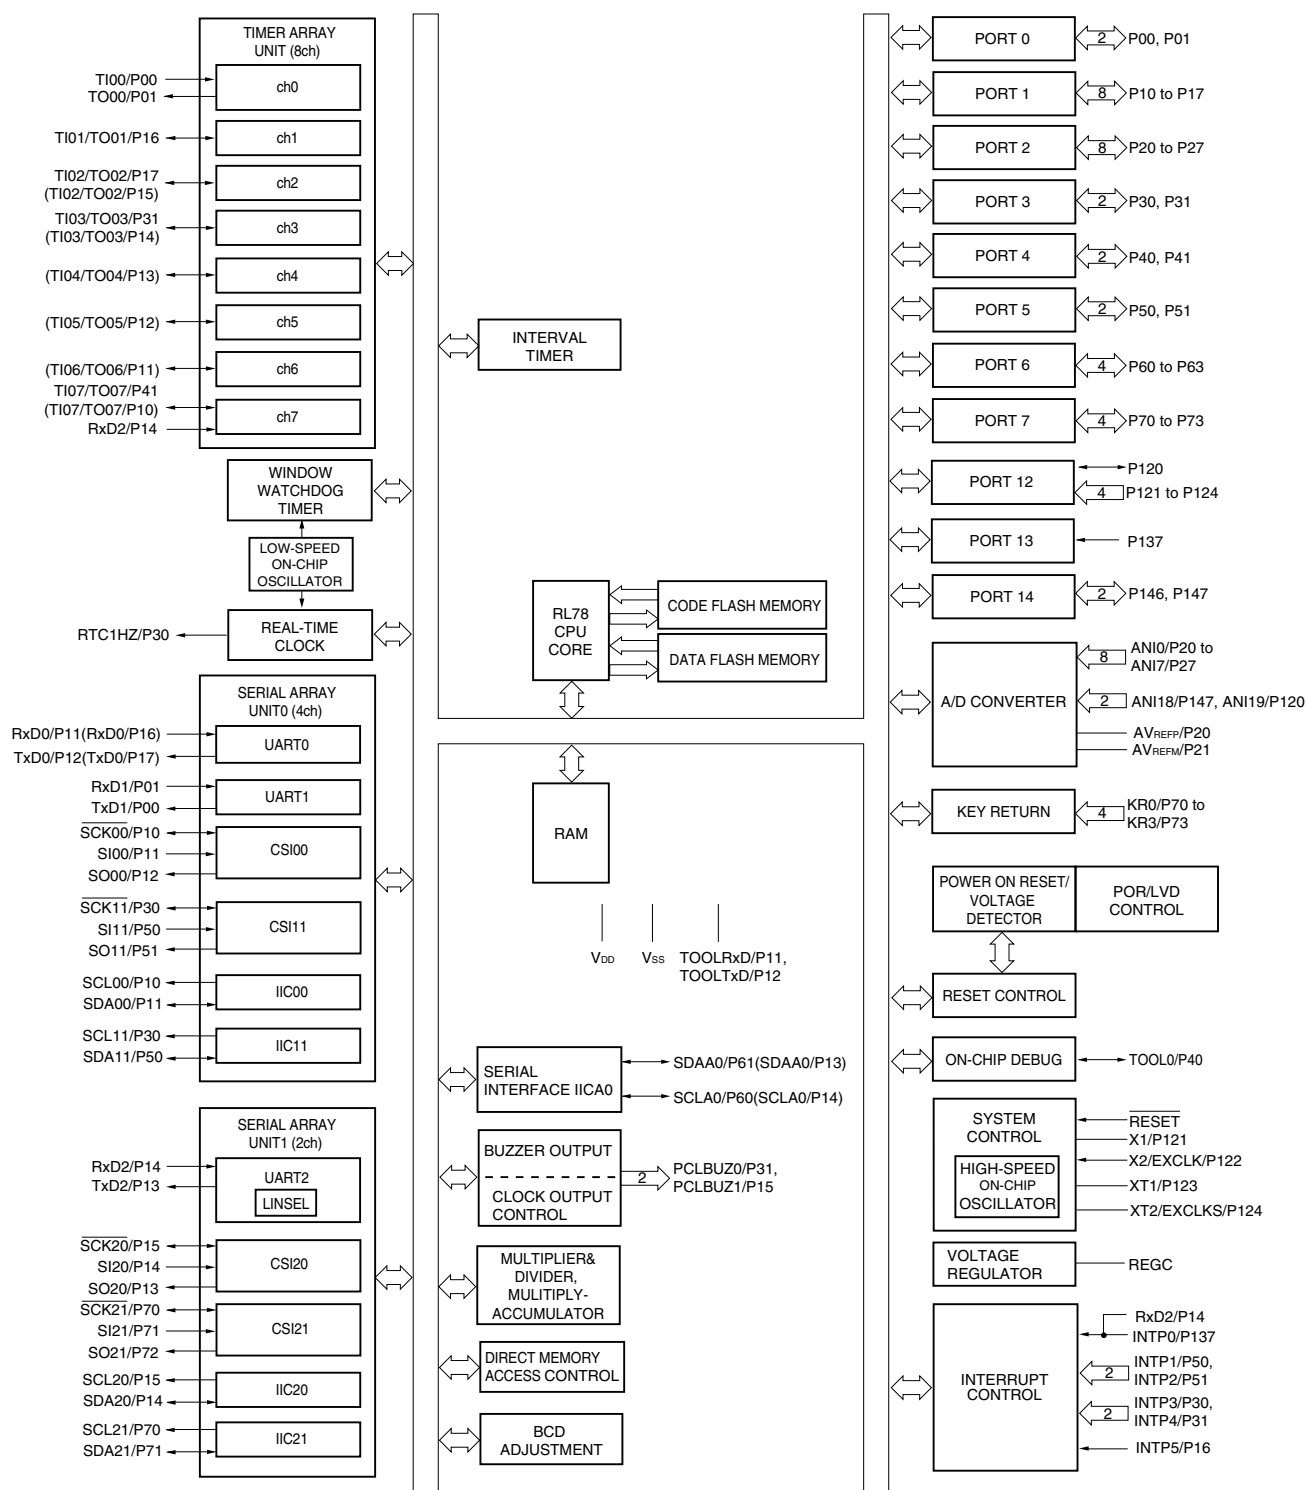 TIMER ARRAY
UNIT (8ch)
TI00/P00
TO00/P01
ch0
TI01/TO01/P16
ch1
TI02/TO02/P17
(TI02/TO02/P15)
ch2
TI03/TO03/P31
(TI03/TO03/P14)
ch3
(TI04/TO04/P13)
ch4
(TI05/TO05/P12)
ch5
(TI06/TO06/P11)
ch6
TI07/TO07/P41
(TI07/TO07/P10)
RxD2/P14
ch7
WINDOW
WATCHDOG
TIMER
LOW-SPEED
ON-CHIP
OSCILLATOR
RTC1HZ/P30
REAL-TIME
CLOCK
SERIAL ARRAY
UNIT0 (4ch)
RxD0/P11(RxD0/P16)
TxD0/P12(TxD0/P17)
UART0
RxD1/P01
TxD1/P00
UART1
SCK00/P10
SI00/P11
SO00/P12
CSI00
SCK11/P30
SI11/P50
SO11/P51
CSI11
SCL00/P10
SDA00/P11
IIC00
SCL11/P30
SDA11/P50
IIC11
SERIAL ARRAY
UNIT1 (2ch)
RxD2/P14
TxD2/P13
UART2
LINSEL
SCK20/P15
SI20/P14
SO20/P13
CSI20
SCK21/P70
SI21/P71
SO21/P72
CSI21
SCL20/P15
SDA20/P14
IIC20
SCL21/P70
SDA21/P71
IIC21
INTERVAL
TIMER
RL78
CPU
CORE
CODE FLASH MEMORY
DATA FLASH MEMORY
RAM
VDD
VSS
TOOLRxD/P11,
TOOLTxD/P12
SERIAL
INTERFACE IICA0
SDAA0/P61(SDAA0/P13)
SCLA0/P60(SCLA0/P14)
BUZZER OUTPUT
CLOCK OUTPUT
CONTROL
2
PCLBUZ0/P31,
PCLBUZ1/P15
MULTIPLIER&
DIVIDER,
MULITIPLY-
ACCUMULATOR
DIRECT MEMORY
ACCESS CONTROL
BCD
ADJUSTMENT
PORT 0
2
P00, P01
PORT 1
8
P10 to P17
PORT 2
8
P20 to P27
PORT 3
2
P30, P31
PORT 4
2
P40, P41
PORT 5
2
P50, P51
PORT 6
4
P60 to P63
PORT 7
4
P70 to P73
PORT 12
P120
4
P121 to P124
PORT 13
P137
PORT 14
2
P146, P147
A/D CONVERTER
8
ANI0/P20 to
ANI7/P27
2
ANI18/P147, ANI19/P120
AVREFP/P20
AVREFM/P21
KEY RETURN
4
KR0/P70 to
KR3/P73
POWER ON RESET/
VOLTAGE
DETECTOR
POR/LVD
CONTROL
RESET CONTROL
ON-CHIP DEBUG
TOOL0/P40
SYSTEM
CONTROL
HIGH-SPEED
ON-CHIP
OSCILLATOR
RESET
X1/P121
X2/EXCLK/P122
XT1/P123
XT2/EXCLKS/P124
VOLTAGE
REGULATOR
REGC
INTERRUPT
CONTROL
RxD2/P14
INTP0/P137
2
INTP1/P50,
INTP2/P51
2
INTP3/P30,
INTP4/P31
INTP5/P16